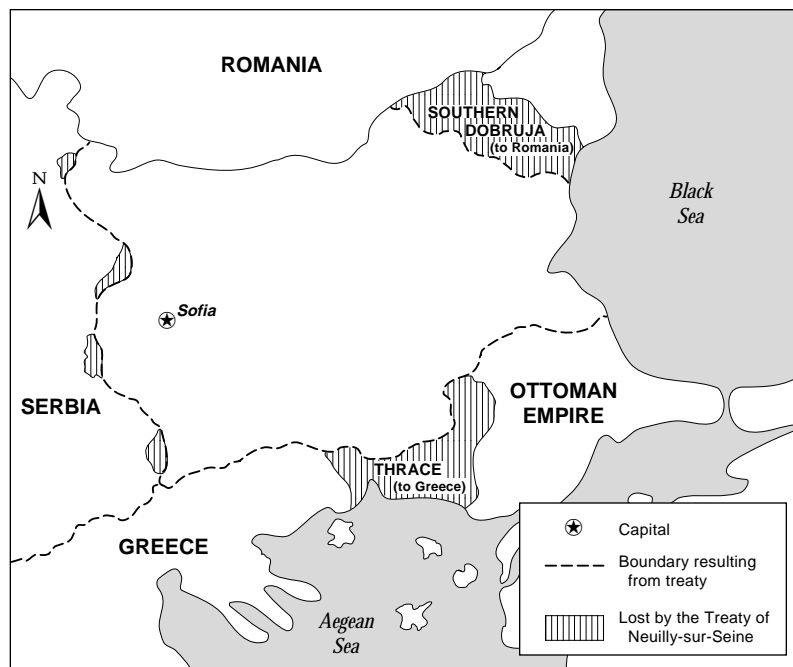 ROMANIA
SOUTHERN
DOBRUJA
(to Romania)
N
Black
Sea
Sofia
SERBIA
OTTOMAN
EMPIRE
THRACE
(to Greece)
GREECE
Aegean
Sea
Capital
Boundary resulting
from treaty
Lost by the Treaty of
Neuilly-sur-Seine